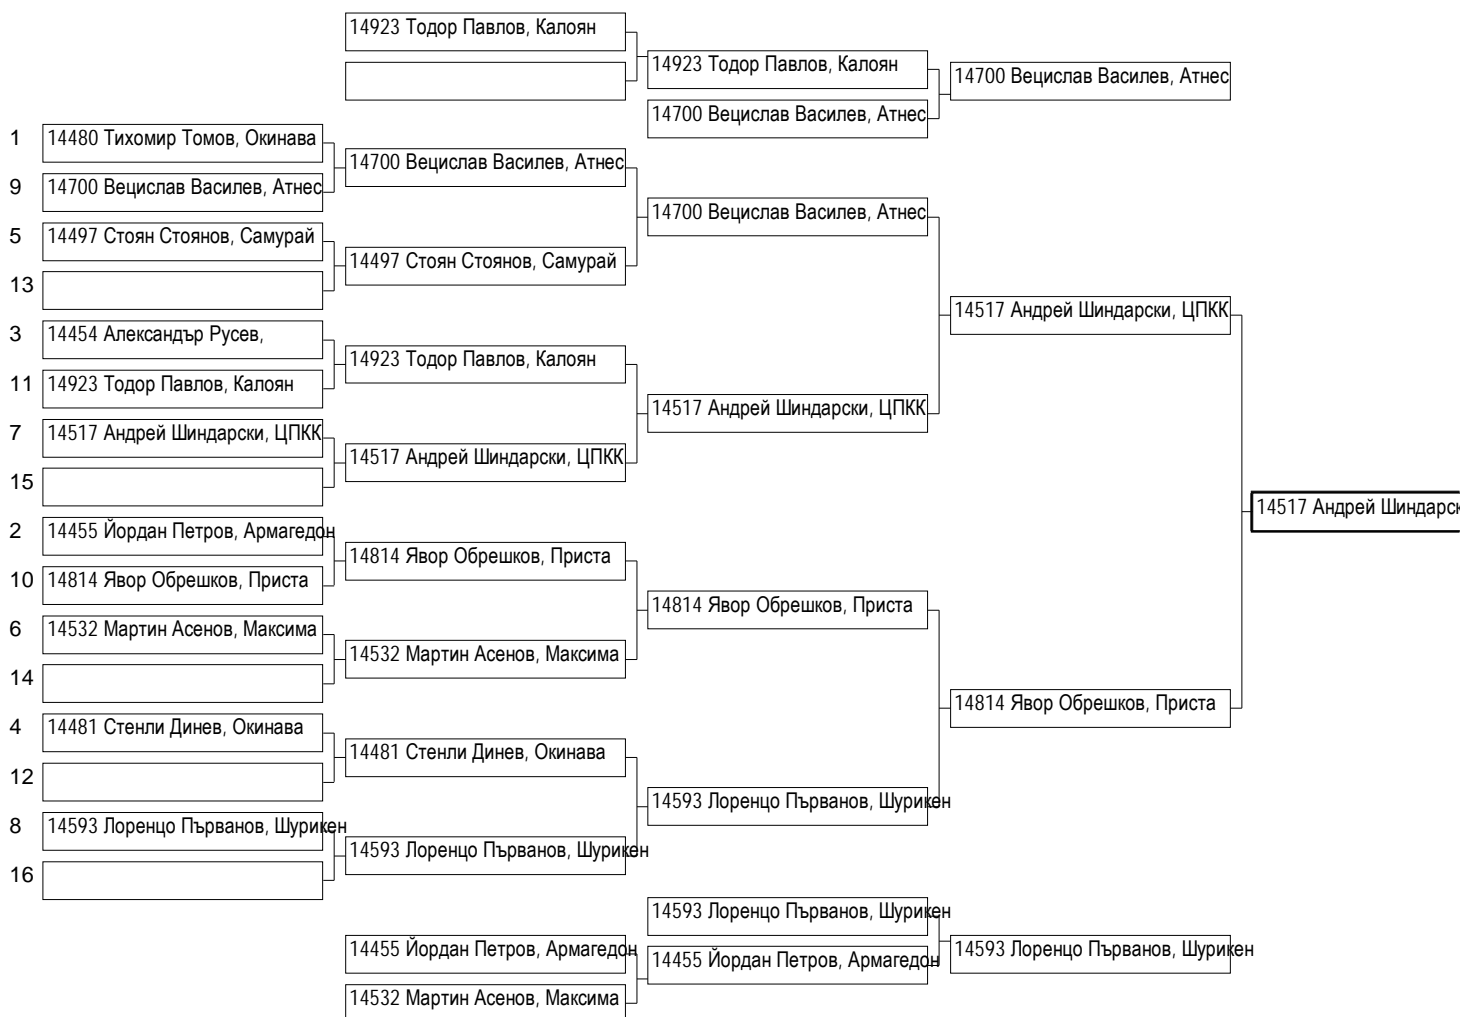 14923 Тодор Павлов, Калоян
14923 Тодор Павлов, Калоян
14700 Вецислав Василев, Атнес
14700 Вецислав Василев, Атнес
1 14480 Тихомир Томов, Окинава
14700 Вецислав Василев, Атнес
9 14700 Вецислав Василев, Атнес
14700 Вецислав Василев, Атнес
5 14497 Стоян Стоянов, Самурай
14497 Стоян Стоянов, Самурай
13
14517 Андрей Шиндарски, ЦПКК
3 14454 Александър Русев,
14923 Тодор Павлов, Калоян
11 14923 Тодор Павлов, Калоян
14517 Андрей Шиндарски, ЦПКК
7 14517 Андрей Шиндарски, ЦПКК
14517 Андрей Шиндарски, ЦПКК
15
14517 Андрей Шиндарск
2 14455 Йордан Петров, Армагедон
14814 Явор Обрешков, Приста
10 14814 Явор Обрешков, Приста
14814 Явор Обрешков, Приста
6 14532 Мартин Асенов, Максима
14532 Мартин Асенов, Максима
14
14814 Явор Обрешков, Приста
4 14481 Стенли Динев, Окинава
14481 Стенли Динев, Окинава
12
14593 Лоренцо Първанов, Шурикен
8 14593 Лоренцо Първанов, Шурикен
14593 Лоренцо Първанов, Шурикен
16
14593 Лоренцо Първанов, Шурикен
14455 Йордан Петров, Армагедон
14455 Йордан Петров, Армагедон
14593 Лоренцо Първанов, Шурикен
14532 Мартин Асенов, Максима